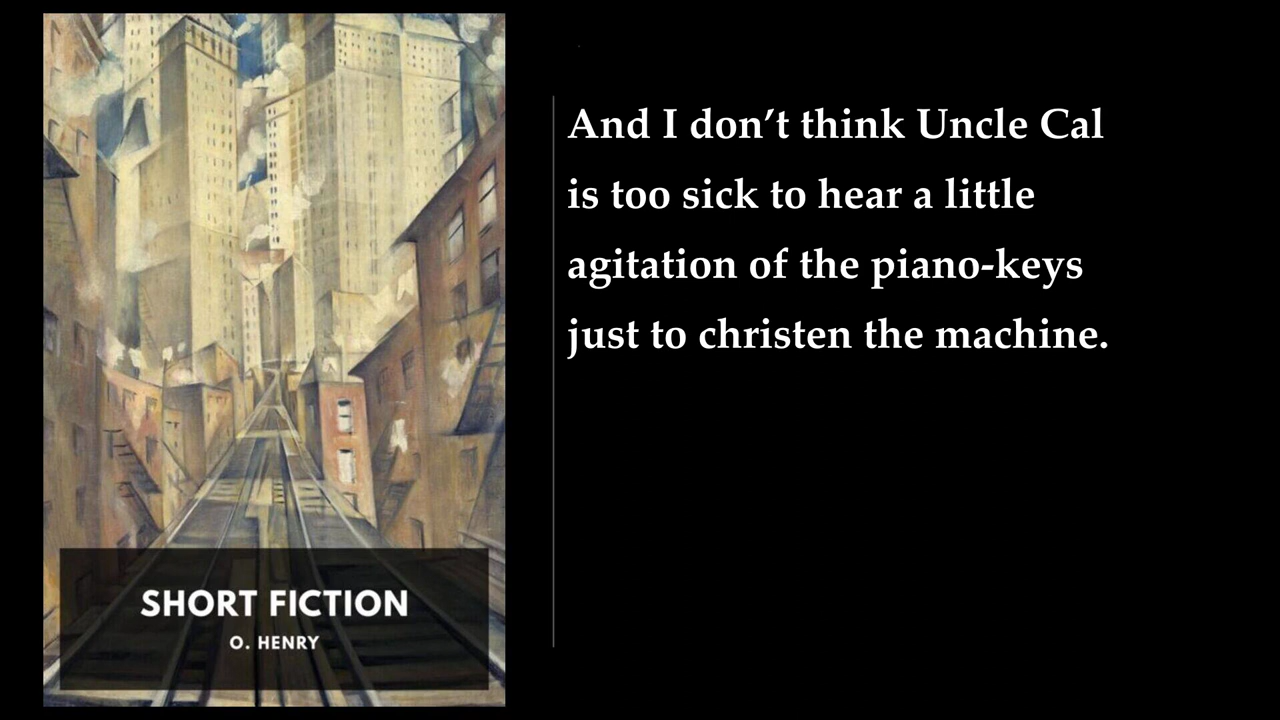 And I don’t think Uncle Cal
is too sick to hear a little
agitation of the piano-keys
just to christen the machine.
SHORT FICTION
O. HENRY